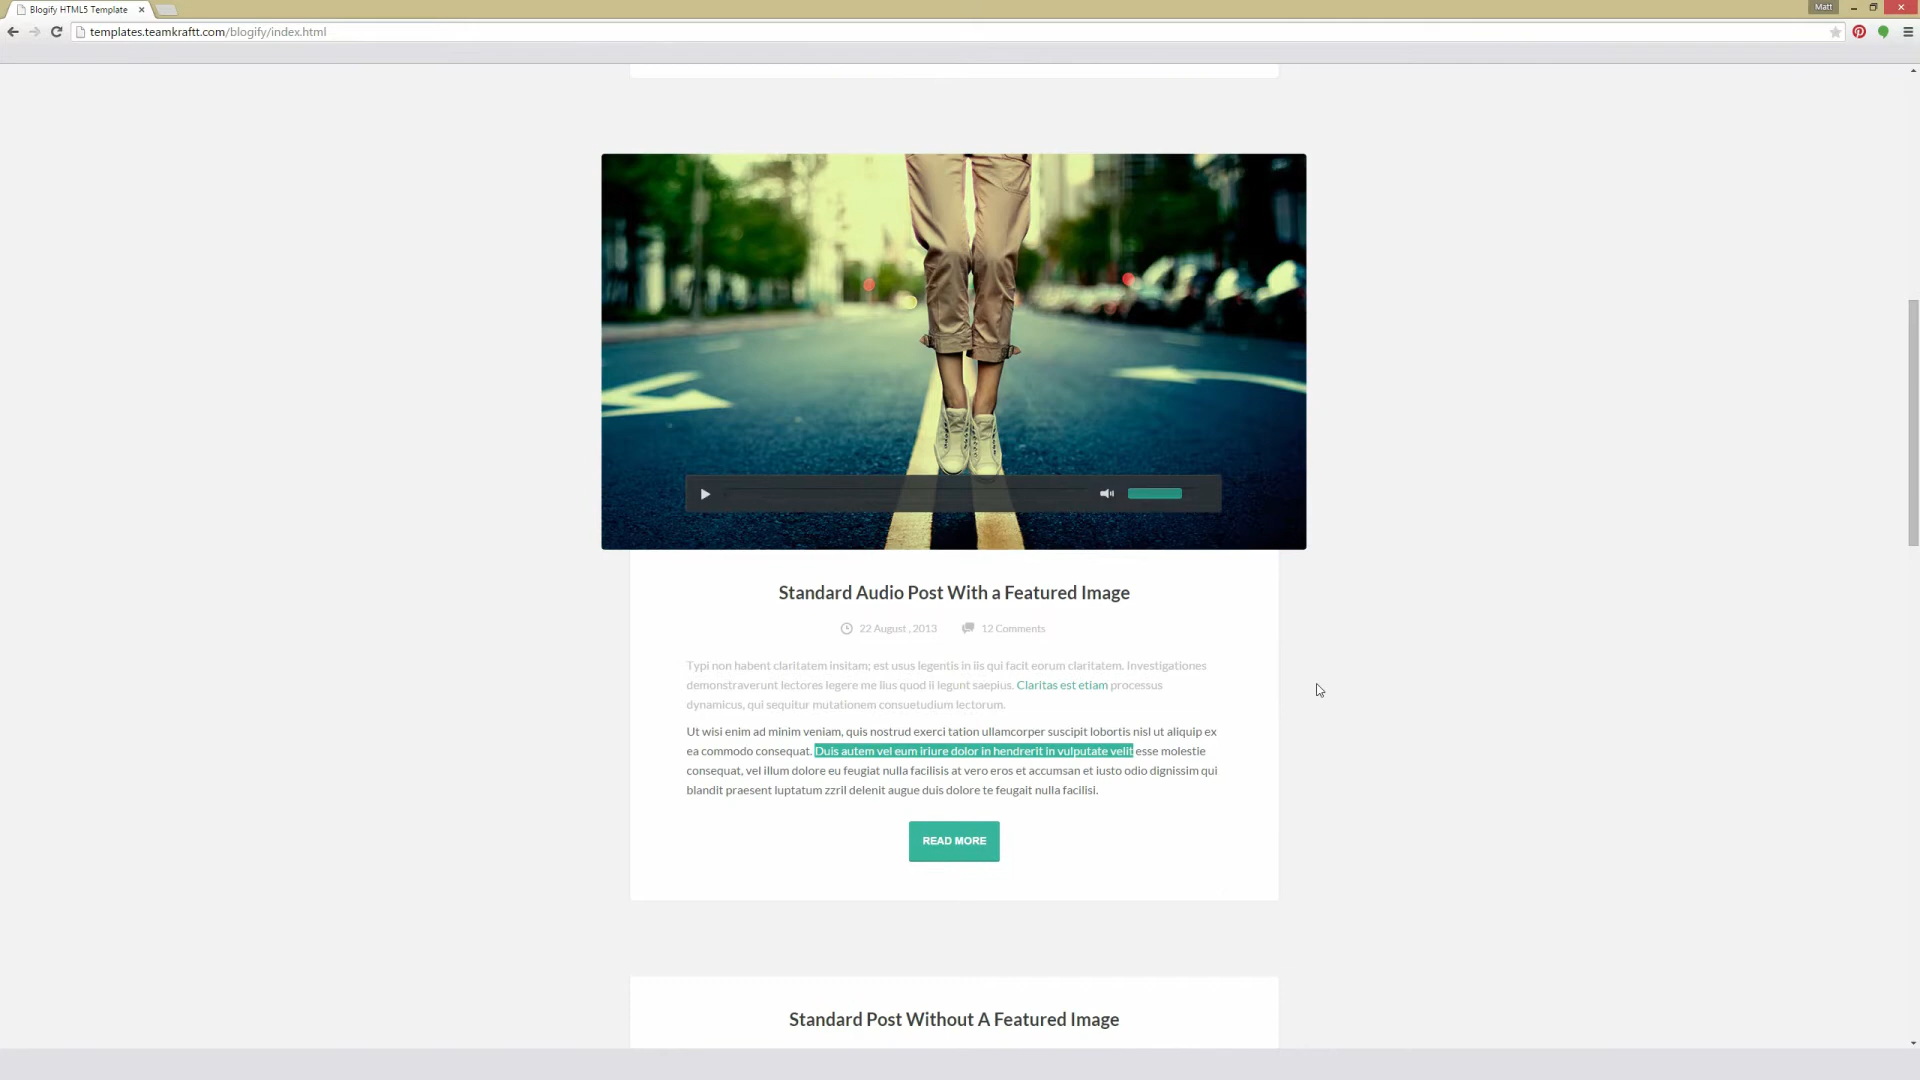 Blogify HTML5 Template
Matt
templates.teamkraftt.com/blogify/index.html
Standard Audio Post With a Featured Image
22 August , 2013 12 Comments
Typi non habent claritatem insitam; est usus legentis in iis qui facit eorum claritatem. Investigationes
demonstraverunt lectores legere me lius quod ii legunt saepius. Claritas est etiam processus
dynamicus, qui sequitur mutationem consuetudium lectorum.
Ut wisi enim ad minim veniam, quis nostrud exerci tation ullamcorper suscipit lobortis nisl ut aliquip ex
ea commodo consequat. Duis autem vel eum iriure dolor in hendrerit in vulputate velit esse molestie
consequat, vel illum dolore eu feugiat nulla facilisis at vero eros et accumsan et iusto odio dignissim qui
blandit praesent luptatum zzril delenit augue duis dolore te feugait nulla facilisi.
READ MORE
Standard Post Without A Featured Image